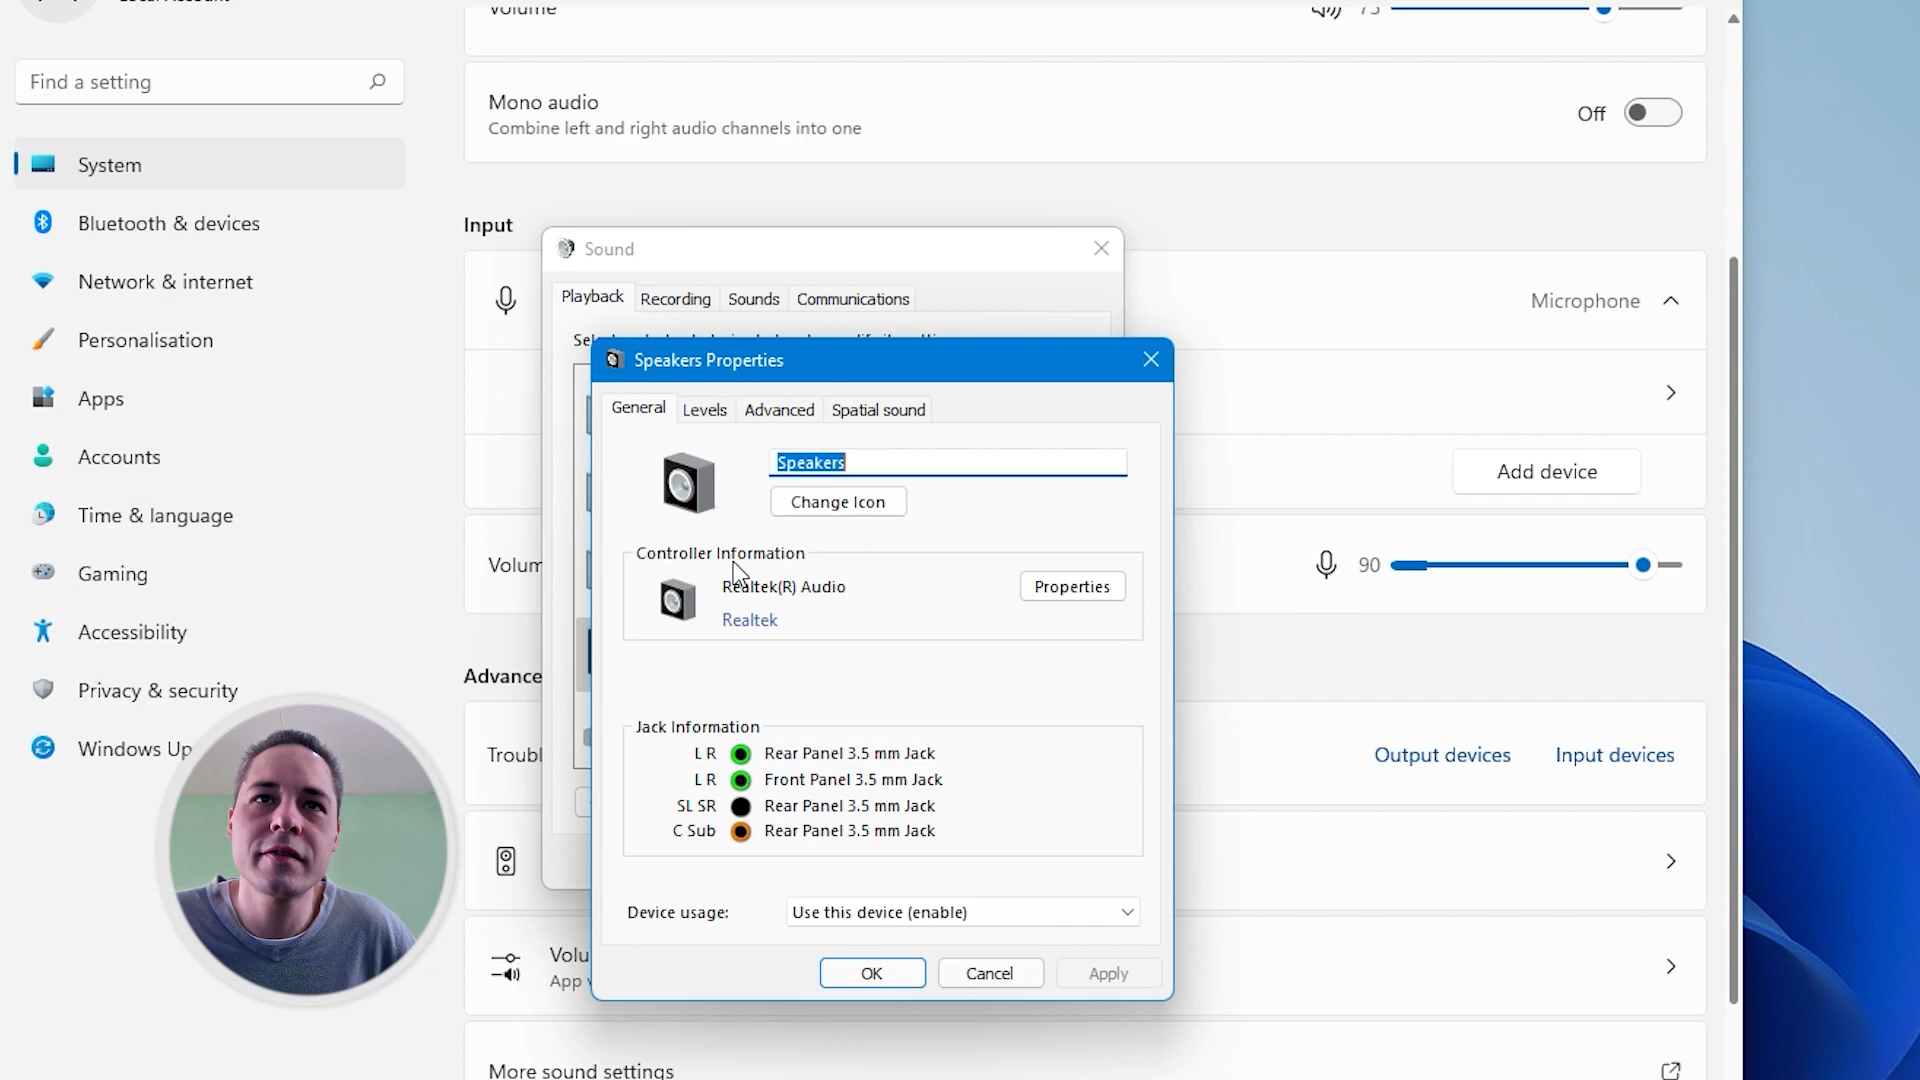 Local Account
Volume
75
Find a setting
Mono audio
Combine left and right audio channels into one
Off
System
Bluetooth & devices
Network & internet
Personalisation
Apps
Accounts
Time & language
Gaming
Accessibility
Privacy & security
Windows Up
Input
Microphone
Add device
Volum
90
Advance
Troubl
Output devices
Input devices
Volu
App v
More sound settings
Sound
Playback
Recording
Sounds
Communications
Speakers Properties
General
Levels
Advanced
Spatial sound
Speakers
Change Icon
Controller Information
Realtek(R) Audio
Properties
Realtek
Jack Information
L R Rear Panel 3.5 mm Jack
L R Front Panel 3.5 mm Jack
SL SR Rear Panel 3.5 mm Jack
C Sub Rear Panel 3.5 mm Jack
Device usage:
Use this device (enable)
OK
Cancel
Apply